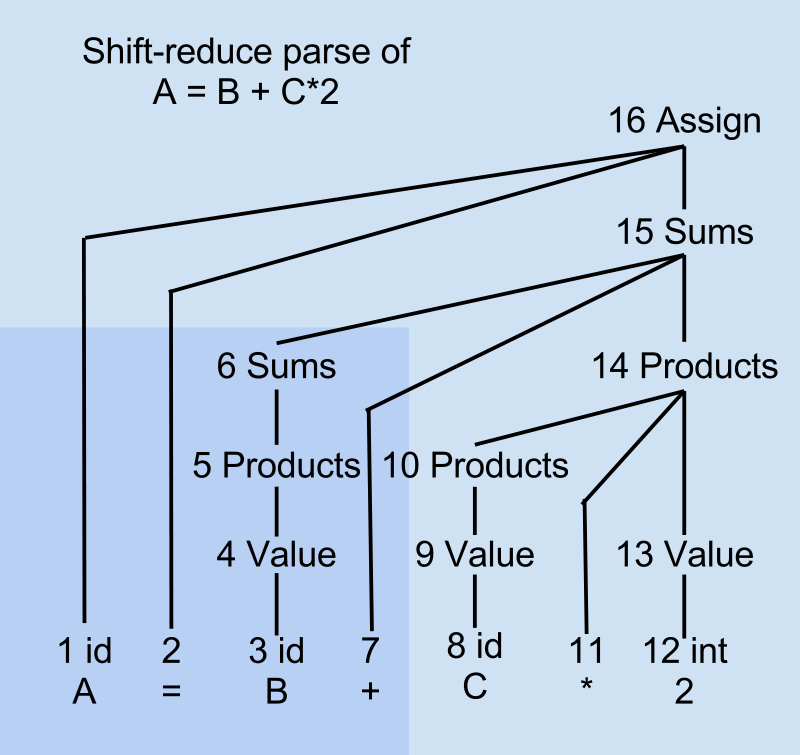 Shift-reduce parse of
A = B + C*2
16 Assign
15 Sums
6 Sums 14 Products
5 Products 10 Products
4 Value 9 Value 13 Value
1 id 2 3 id 7 8 id 11 12 int
A = B + C * 2